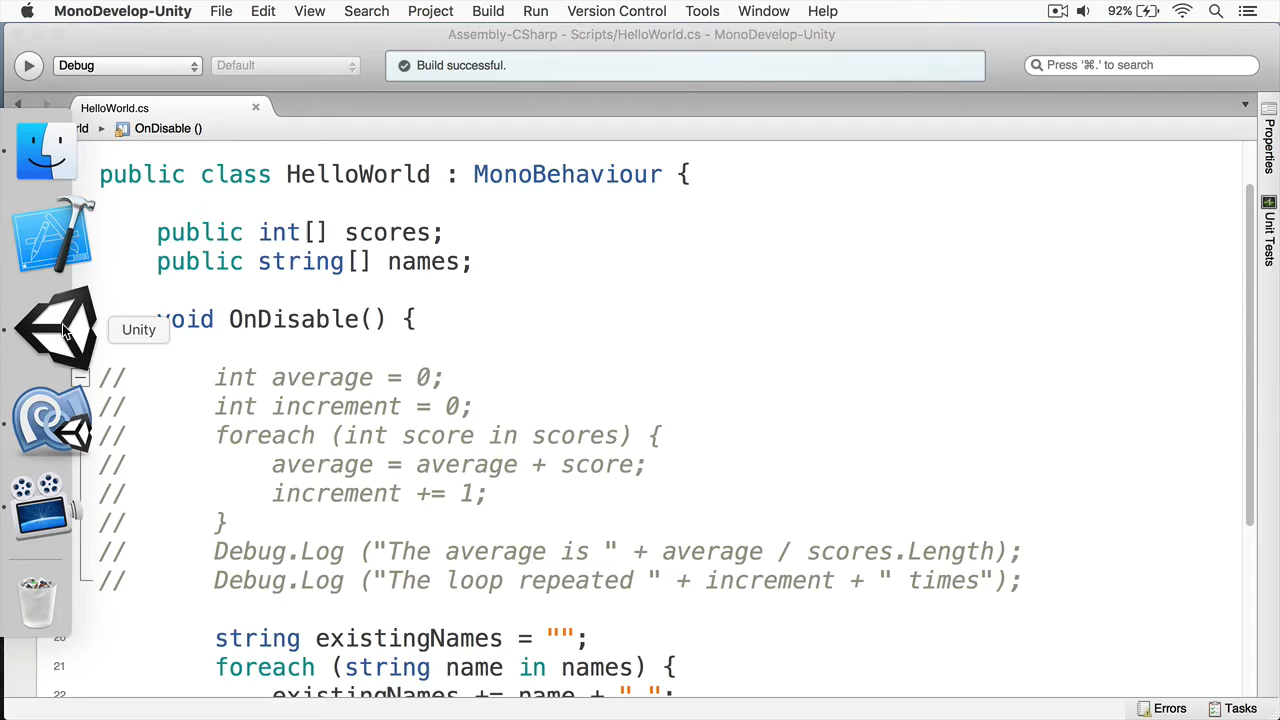 MonoDevelop-Unity File Edit View Search Project Build Run Version Control Tools Window Help 92%
Assembly-CSharp - Scripts/HelloWorld.cs - MonoDevelop-Unity
Debug Default Build successful. Press '⌘.' to search
HelloWorld.cs
rld OnDisable ()
public class HelloWorld : MonoBehaviour {
public int[] scores;
public string[] names;
void OnDisable() {
Unity
// int average = 0;
// int increment = 0;
// foreach (int score in scores) {
// average = average + score;
// increment += 1;
// }
// Debug.Log ("The average is " + average / scores.Length);
// Debug.Log ("The loop repeated " + increment + " times");
20 string existingNames = "";
21 foreach (string name in names) {
22 existingNames += name + " ";
Properties
Unit Tests
Errors Tasks